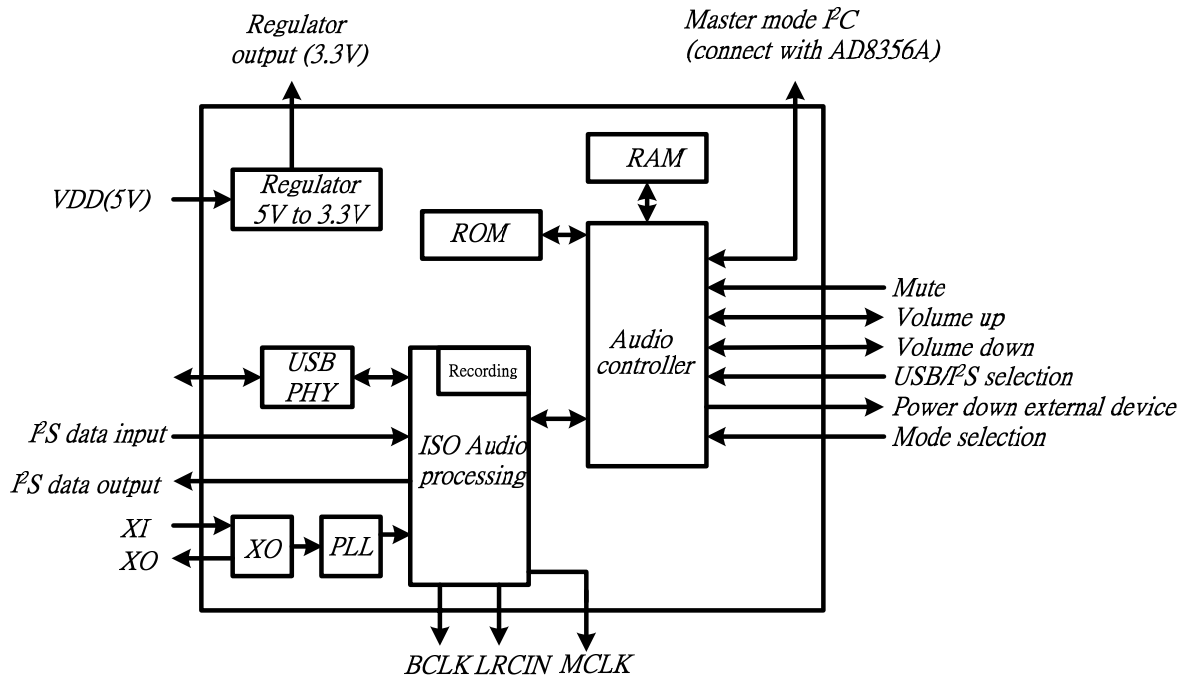 Regulator
output (3.3V)
Master mode I²C
(connect with AD8356A)
RAM
VDD(5V)
Regulator
5V to 3.3V
ROM
Mute
Volume up
Audio
controller
Volume down
USB
PHY
Recording
USB/I²S selection
Power down external device
I²S data input
Mode selection
ISO Audio
processing
I²S data output
XI
XO
XO
PLL
BCLK LRCIN MCLK